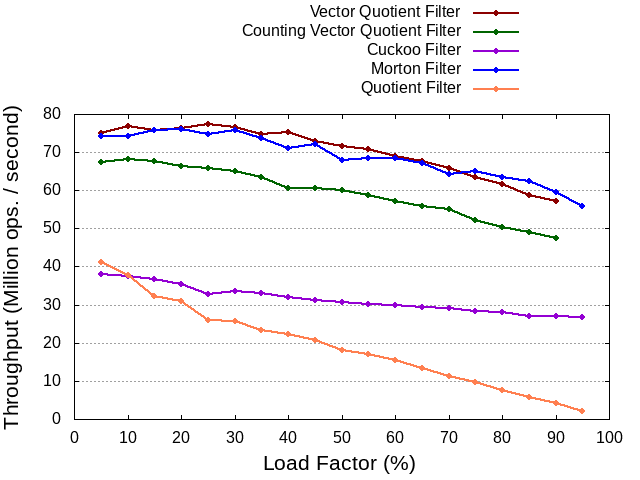 Vector Quotient Filter
Counting Vector Quotient Filter
Cuckoo Filter
Morton Filter
Quotient Filter
80
70
60
50
40
30
20
10
0
0 10 20 30 40 50 60 70 80 90 100
Throughput (Million ops. / second)
Load Factor (%)